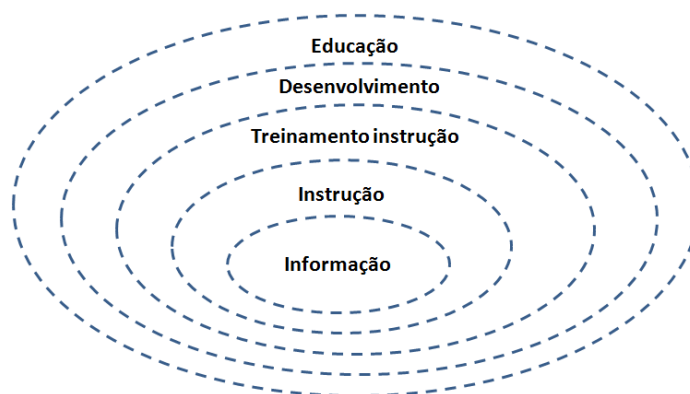 Educação
Desenvolvimento
Treinamento instrução
Instrução
Informação